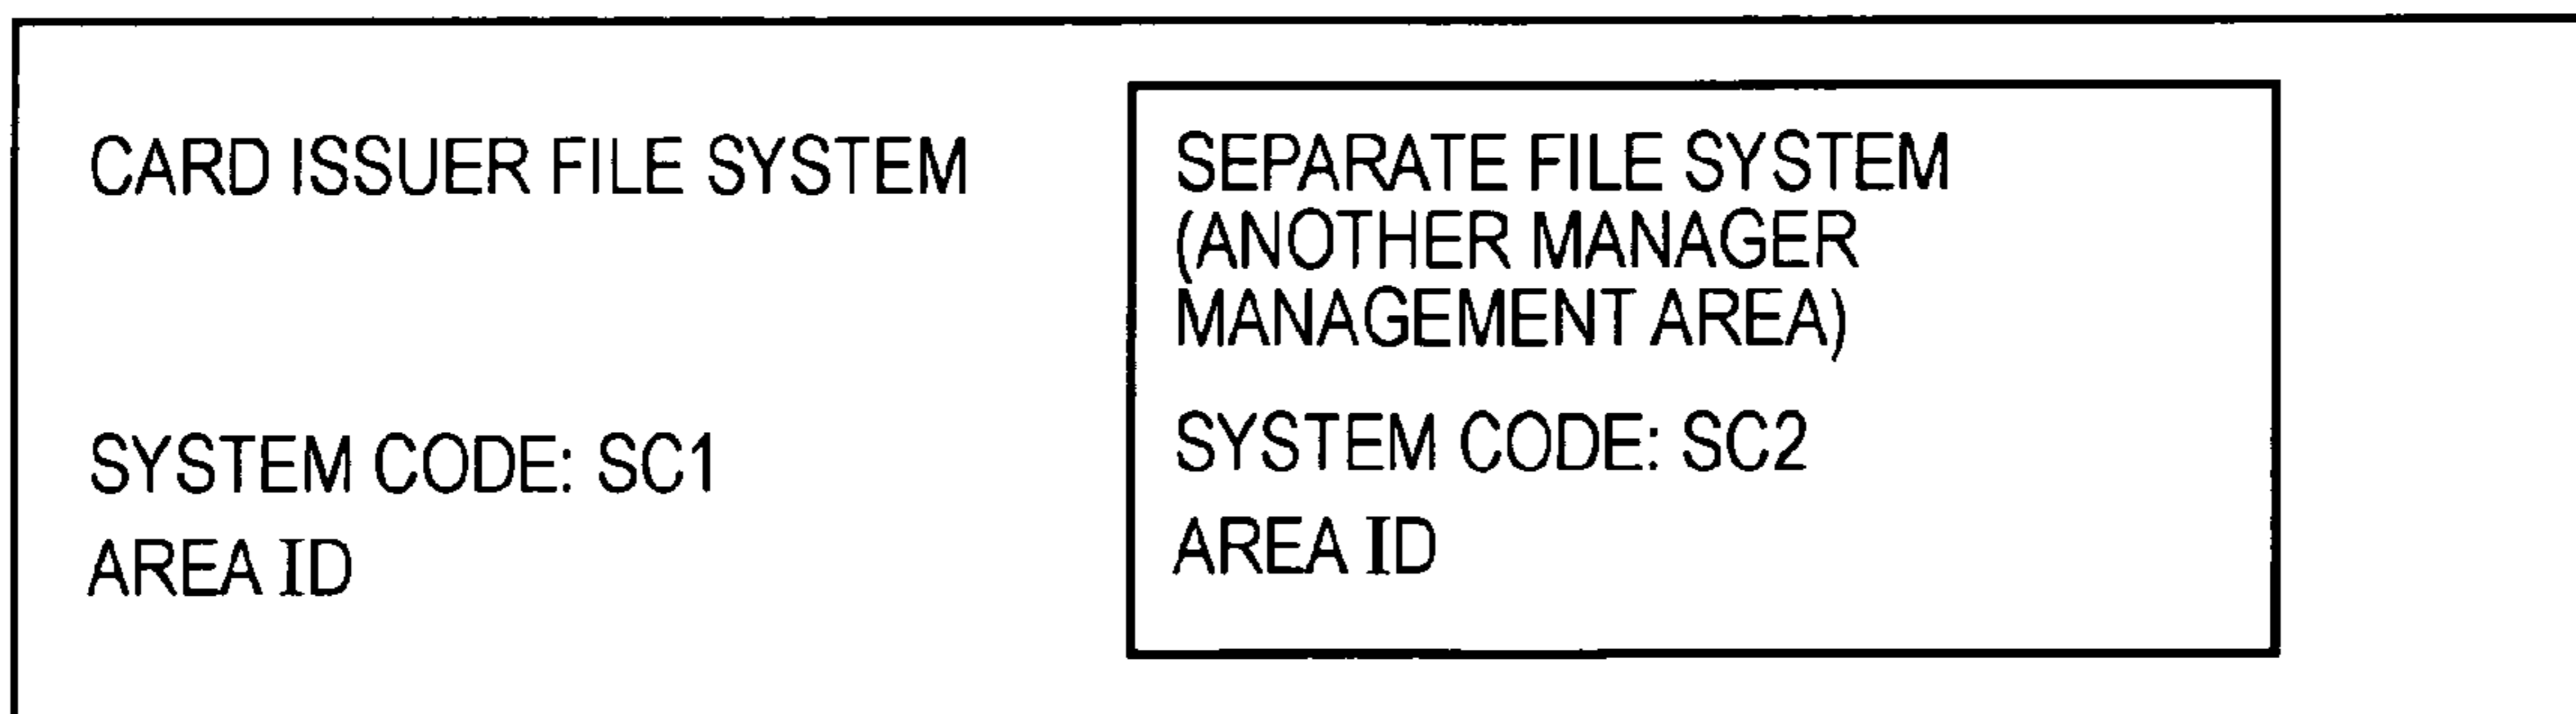 CARD ISSUER FILE SYSTEM
SYSTEM CODE: SC1
AREA ID
SEPARATE FILE SYSTEM
(ANOTHER MANAGER
MANAGEMENT AREA)
SYSTEM CODE: SC2
AREA ID